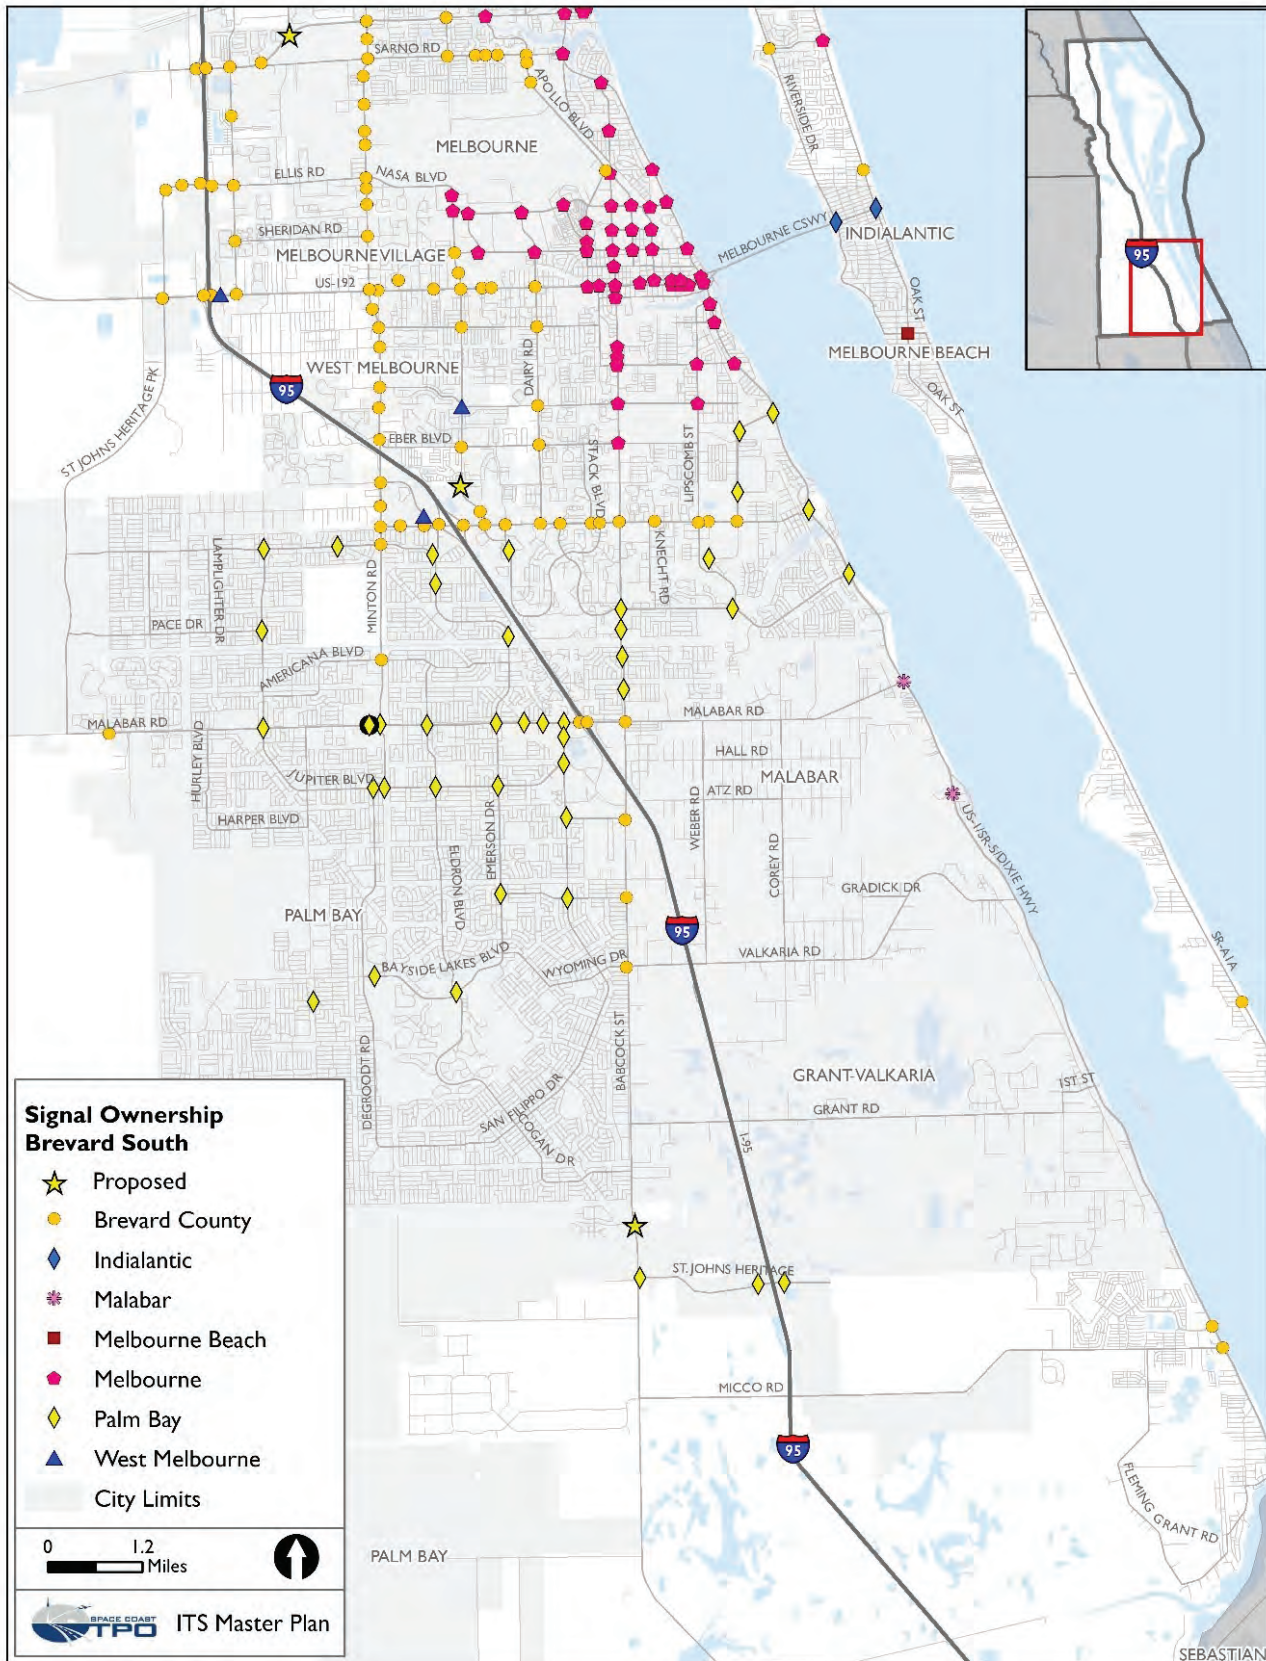 SARNO RD
APOLLO BLVD
RIVERSIDE DR
MELBOURNE
ELLIS RD
NASA BLVD
SHERIDAN RD
MELBOURNE VILLAGE
MELBOURNE CSWY
INDIALANTIC
95
US-192
OAK ST
MELBOURNE BEACH
WEST MELBOURNE
DAIRY RD
95
ST JOHNS HERITAGE PK
OAK ST
EBER BLVD
STACK BLVD
LIPSCOMB ST
LAMPLIGHTER DR
MINTON RD
KNECHT RD
PACE DR
AMERICANA BLVD
MALABAR RD
MALABAR RD
HURLEY BLVD
HALL RD
JUPITER BLVD
MALABAR
ATZ RD
WEBER RD
HARPER BLVD
EMERSON DR
ELDRON BLVD
COREY RD
US-1/SR-5/DIXIE HWY
GRADICK DR
PALM BAY
95
SR-A1A
BAYSIDE LAKES BLVD
WYOMING DR
VALKARIA RD
DEGROODT RD
BABCOCK ST
GRANT-VALKARIA
1ST ST
SAN FILIPPO DR
COGAN DR
GRANT RD
I-95
ST. JOHNS HERITAGE
MICCO RD
95
FLEMING GRANT RD
PALM BAY
SEBASTIAN
Signal Ownership
Brevard South
Proposed
Brevard County
Indialantic
Malabar
Melbourne Beach
Melbourne
Palm Bay
West Melbourne
City Limits
0 1.2
Miles
SPACE COAST
TPO
ITS Master Plan